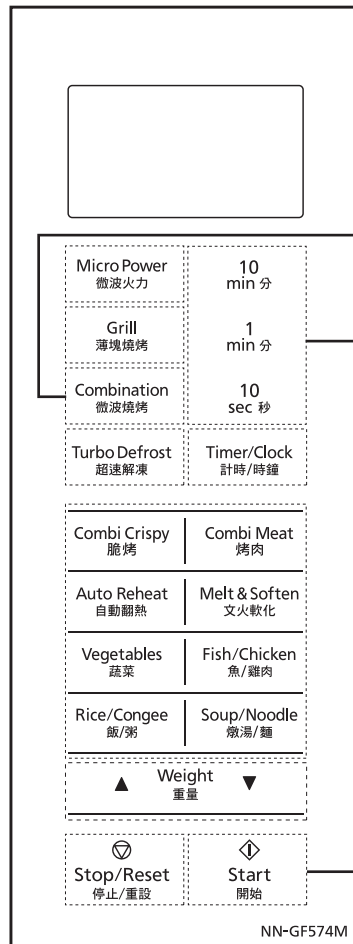 Micro Power
微波火力
10
min 分
Grill
薄塊燒烤
1
min 分
Combination
微波燒烤
10
sec 秒
Turbo Defrost
超速解凍
Timer/Clock
計時/時鐘
Combi Crispy
脆烤
Combi Meat
烤肉
Auto Reheat
自動翻熱
Melt & Soften
文火軟化
Vegetables
蔬菜
Fish/Chicken
魚/雞肉
Rice/Congee
飯/粥
Soup/Noodle
燉湯/麵
▲ Weight ▼
重量
Stop/Reset
停止/重設
Start
開始
NN-GF574M